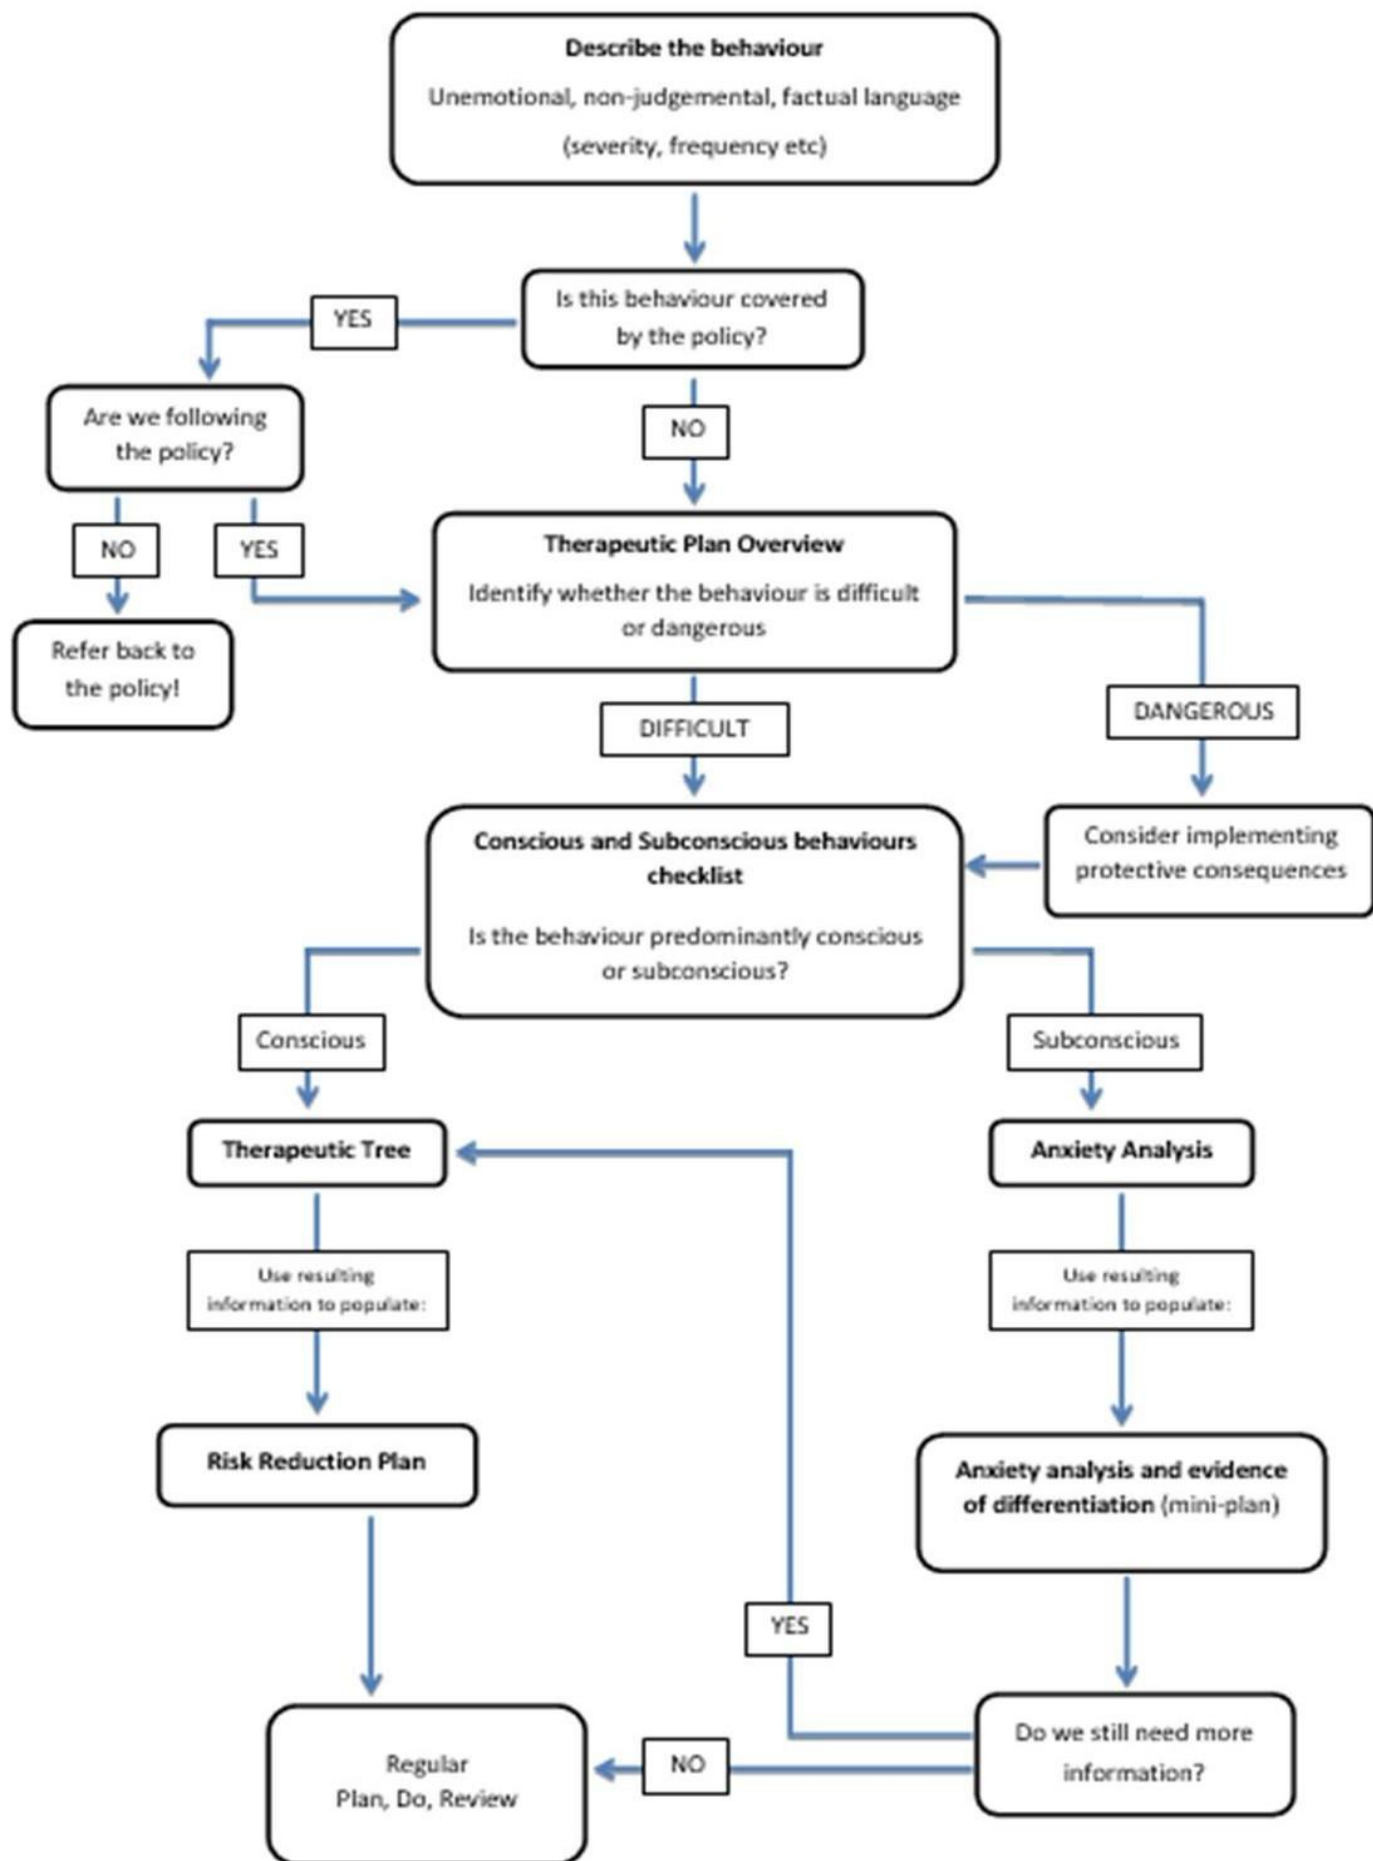 Describe the behaviour
Unemotional, non-judgemental, factual language
(severity, frequency etc)
Is this behaviour covered
by the policy?
YES
Are we following
the policy?
NO
NO
YES
Therapeutic Plan Overview
Identify whether the behaviour is difficult
or dangerous
Refer back to
the policy!
DIFFICULT
DANGEROUS
Conscious and Subconscious behaviours
checklist
Is the behaviour predominantly conscious
or subconscious?
Consider implementing
protective consequences
Conscious
Subconscious
Therapeutic Tree
Anxiety Analysis
Use resulting
information to populate:
Use resulting
information to populate:
Risk Reduction Plan
Anxiety analysis and evidence
of differentiation (mini-plan)
YES
Regular
Plan, Do, Review
NO
Do we still need more
information?